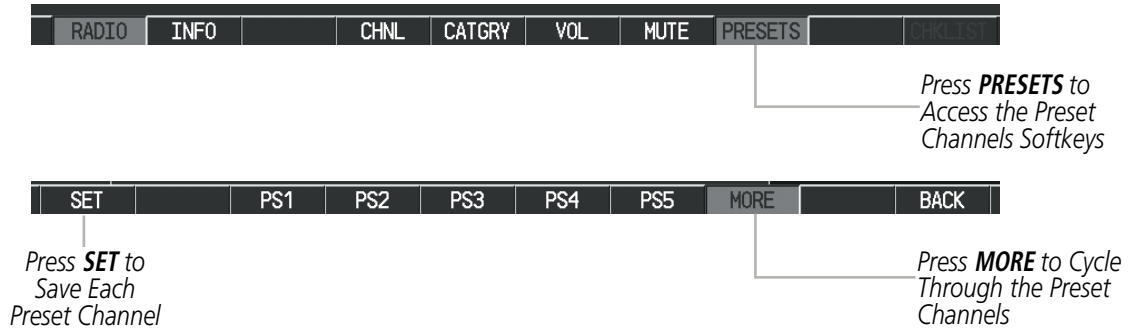 RADIO INFO CHNL CATGRY VOL MUTE PRESETS CHKLIST
Press PRESETS to
Access the Preset
Channels Softkeys
SET PS1 PS2 PS3 PS4 PS5 MORE BACK
Press SET to
Save Each
Preset Channel
Press MORE to Cycle
Through the Preset
Channels